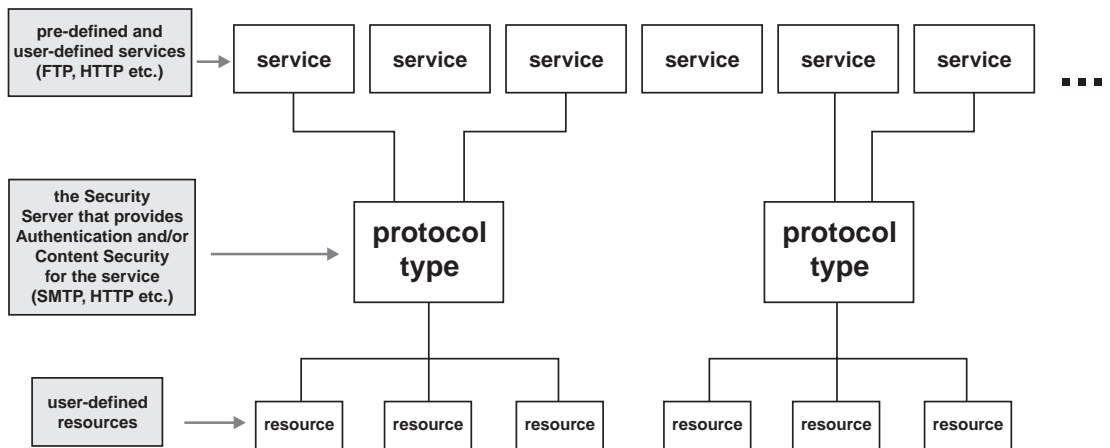 pre-defined and
user-defined services
(FTP, HTTP etc.)
service
service
service
service
service
service
...
the Security
Server that provides
Authentication and/or
Content Security
for the service
(SMTP, HTTP etc.)
protocol
type
protocol
type
user-defined
resources
resource
resource
resource
resource
resource
resource